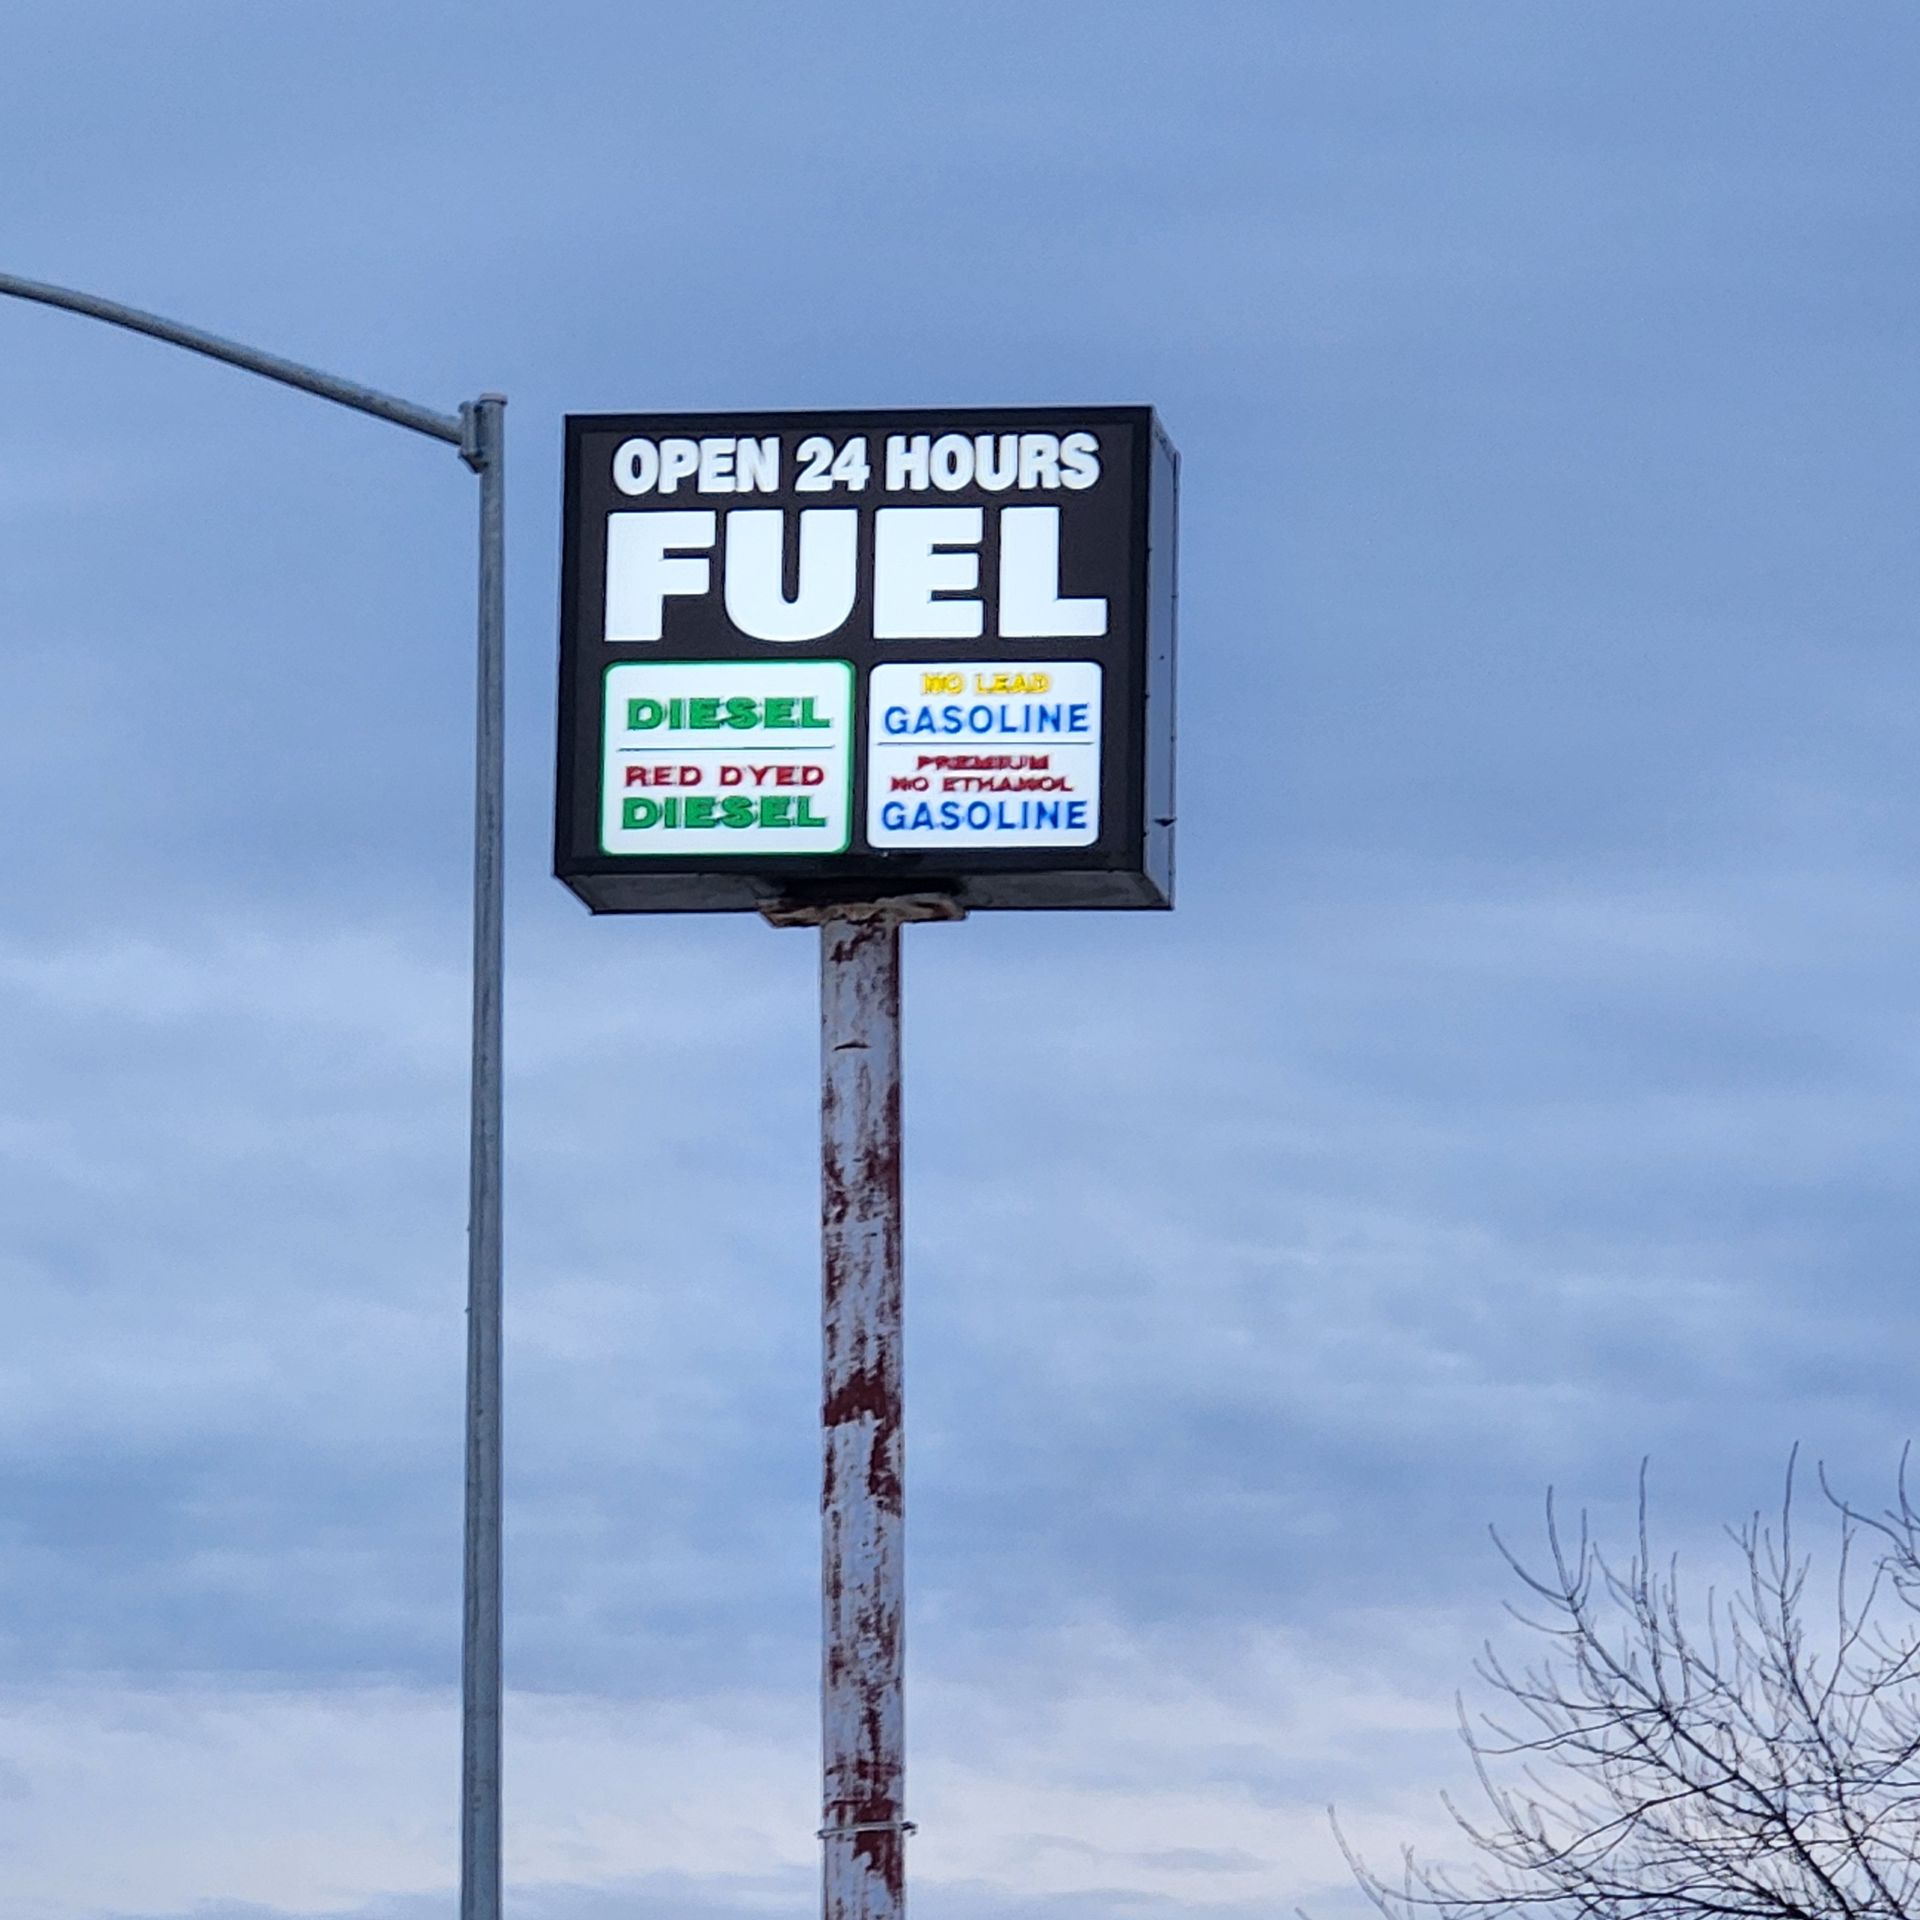 OPEN 24 HOURS
FUEL
DIESEL
RED DYED
DIESEL
NO LEAD
GASOLINE
PREMIUM
NO ETHANOL
GASOLINE